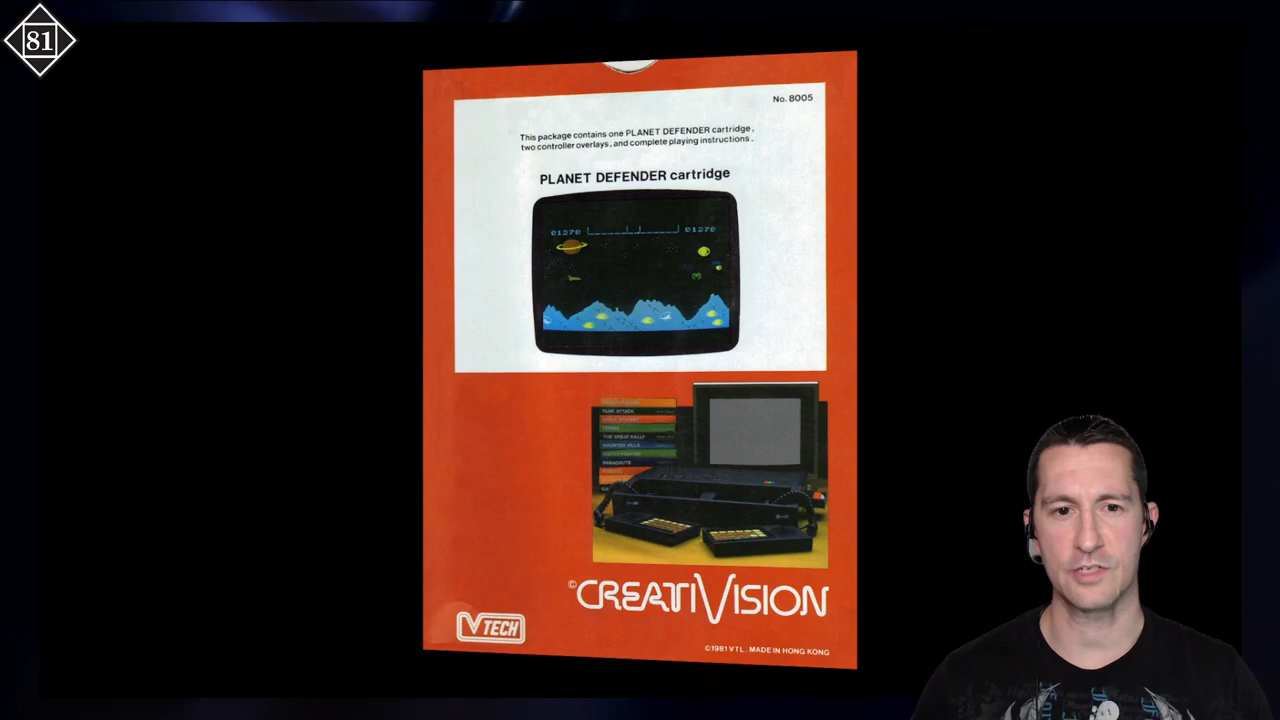 81
No. 8005
This package contains one PLANET DEFENDER cartridge,
two controller overlays, and complete playing instructions.
PLANET DEFENDER cartridge
01270 01270
TANK ATTACK
TENNIS
THE GREAT RALLY
HAUNTED VILLA
PARACHUTE
© CREATIVISION
VTECH
©1981 VTL. MADE IN HONG KONG